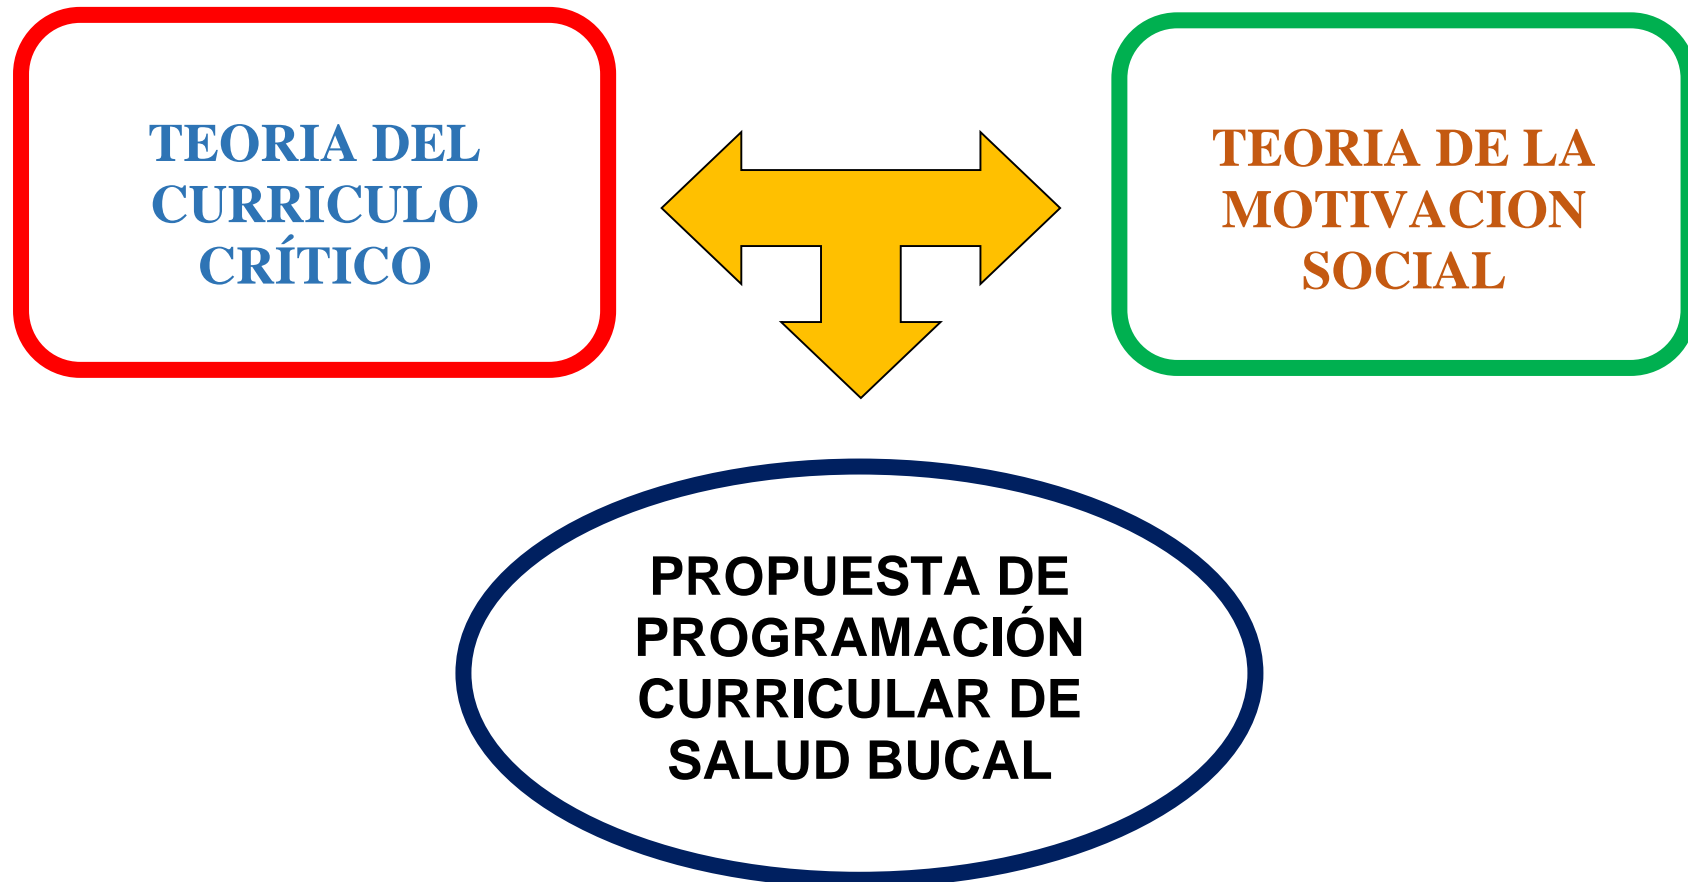 TEORIA DEL
CURRICULO
CRÍTICO
TEORIA DE LA
MOTIVACION
SOCIAL
PROPUESTA DE
PROGRAMACIÓN
CURRICULAR DE
SALUD BUCAL